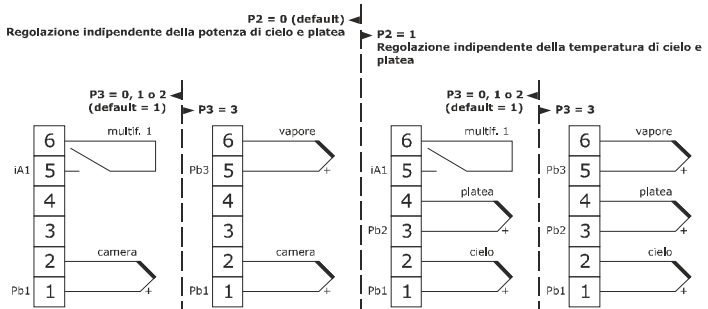 P2 = 0 (default)
Regolazione indipendente della potenza di cielo e platea
P2 = 1
Regolazione indipendente della temperatura di cielo e
platea
P3 = 0, 1 o 2
(default = 1)
P3 = 3
P3 = 0, 1 o 2
(default = 1)
P3 = 3
6 multif. 1
iA1 5
4
3
2 camera
Pb1 1 +
6 vapore
Pb3 5 +
4
3
2 camera
Pb1 1 +
6 multif. 1
iA1 5
4 platea
Pb2 3 +
2 cielo
Pb1 1 +
6 vapore
Pb3 5 +
4 platea
Pb2 3 +
2 cielo
Pb1 1 +